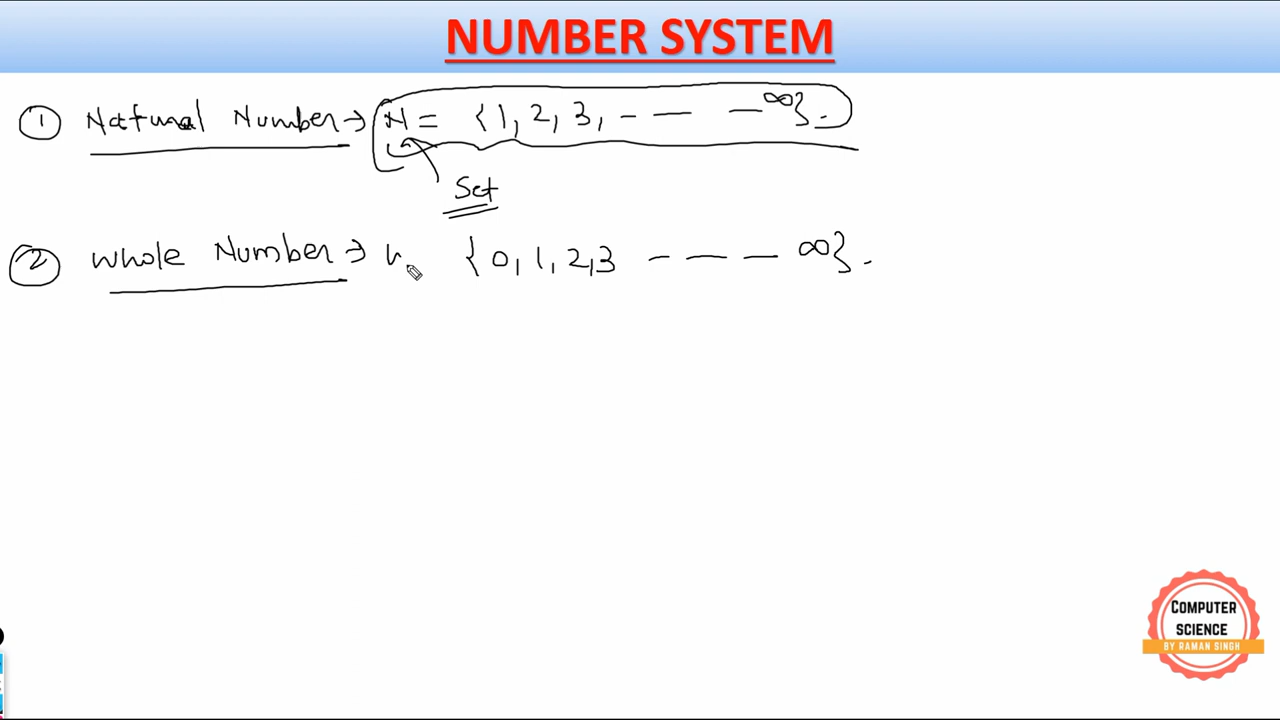 NUMBER SYSTEM
① Natural Number → N = {1, 2, 3, - — — ∞}.
Set
② Whole Number → {0, 1, 2, 3 - — — ∞}.
COMPUTER
SCIENCE
BY RAMAN SINGH